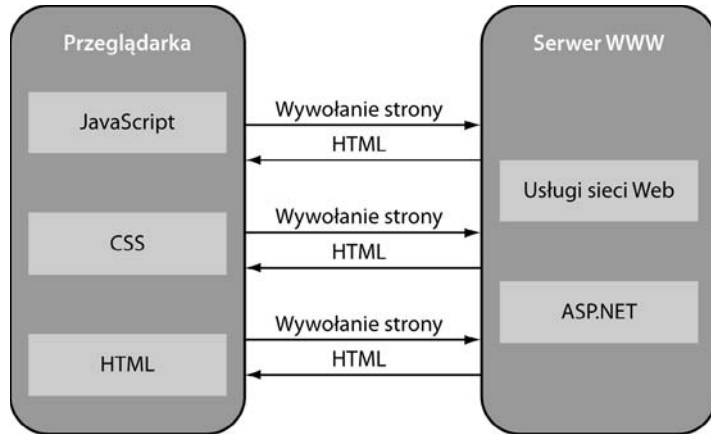 Przeglądarka
Serwer WWW
JavaScript
Wywołanie strony
HTML
Usługi sieci Web
CSS
Wywołanie strony
HTML
ASP.NET
HTML
Wywołanie strony
HTML